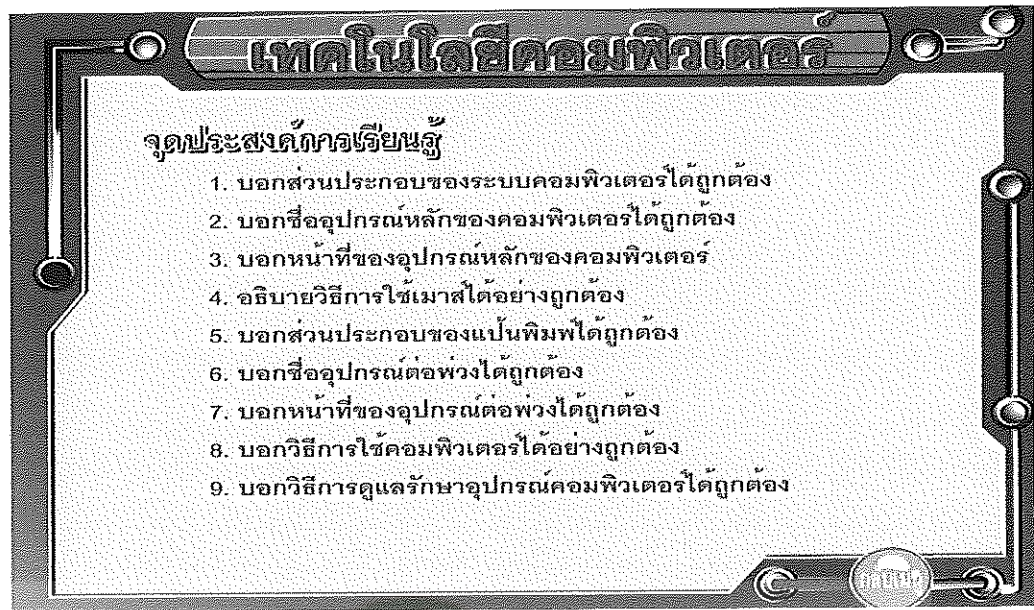 เทคโนโลยีคอมพิวเตอร์
จุดประสงค์การเรียนรู้
1. บอกส่วนประกอบของระบบคอมพิวเตอร์ได้ถูกต้อง
2. บอกชื่ออุปกรณ์หลักของคอมพิวเตอร์ได้ถูกต้อง
3. บอกหน้าที่ของอุปกรณ์หลักของคอมพิวเตอร์
4. อธิบายวิธีการใช้เมาส์ได้อย่างถูกต้อง
5. บอกส่วนประกอบของแป้นพิมพ์ได้ถูกต้อง
6. บอกชื่ออุปกรณ์ต่อพ่วงได้ถูกต้อง
7. บอกหน้าที่ของอุปกรณ์ต่อพ่วงได้ถูกต้อง
8. บอกวิธีการใช้คอมพิวเตอร์ได้อย่างถูกต้อง
9. บอกวิธีการดูแลรักษาอุปกรณ์คอมพิวเตอร์ได้ถูกต้อง